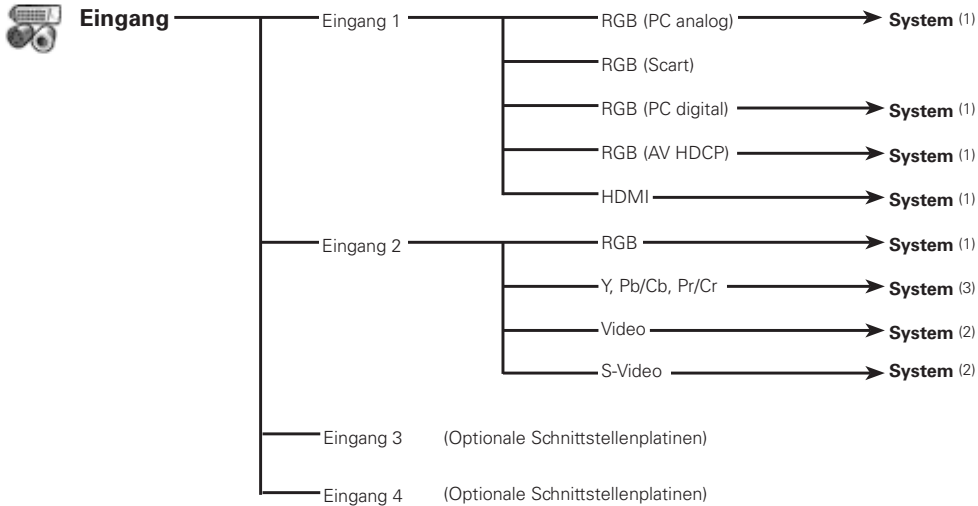 Eingang Eingang 1 RGB (PC analog) System (1)
RGB (Scart)
RGB (PC digital) System (1)
RGB (AV HDCP) System (1)
HDMI System (1)
Eingang 2 RGB System (1)
Y, Pb/Cb, Pr/Cr System (3)
Video System (2)
S-Video System (2)
Eingang 3 (Optionale Schnittstellenplatinen)
Eingang 4 (Optionale Schnittstellenplatinen)